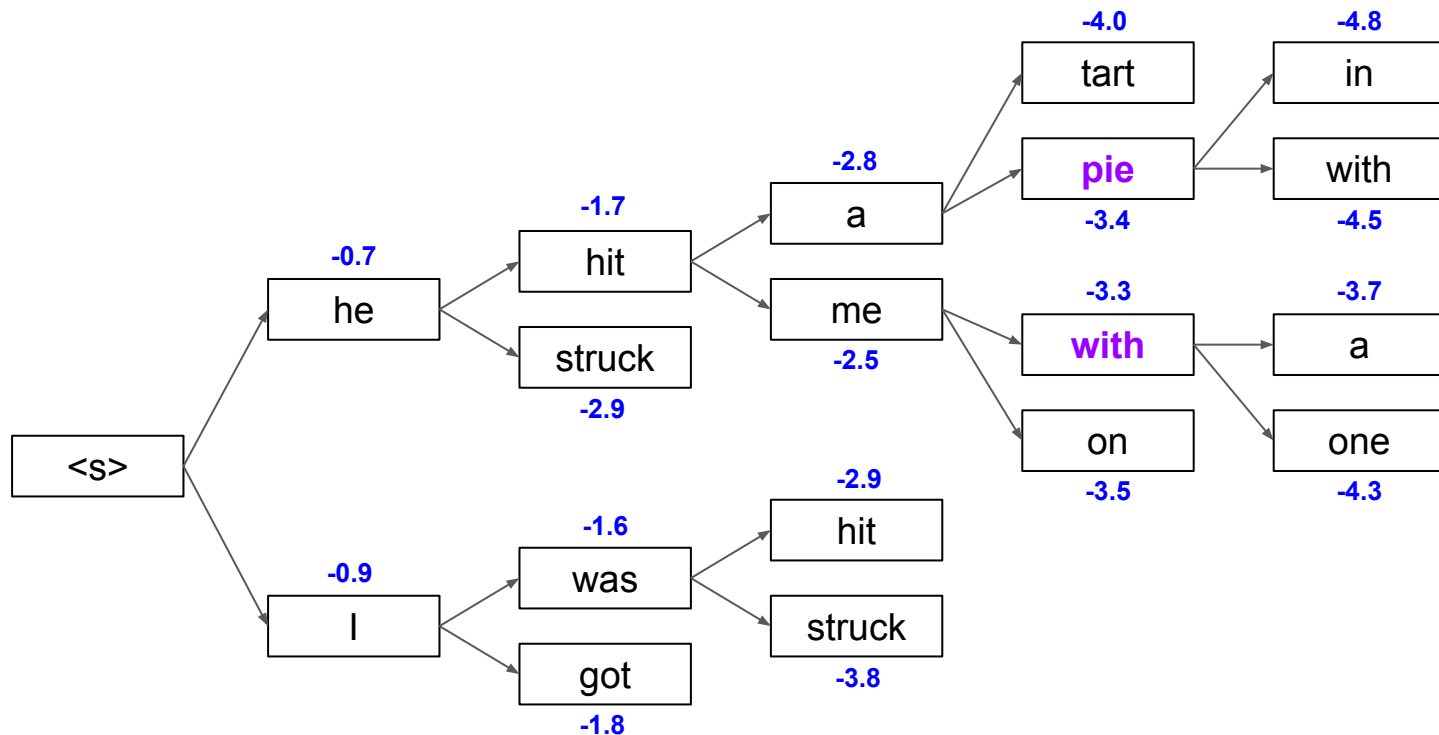 -4.0 -4.8
tart in
-2.8 pie with
-1.7 a -3.4 -4.5
-0.7 hit
he me -3.3 -3.7
struck -2.5 with a
-2.9
<s> on one
-2.9 -3.5 -4.3
-1.6 hit
-0.9 was
I struck
got -3.8
-1.8